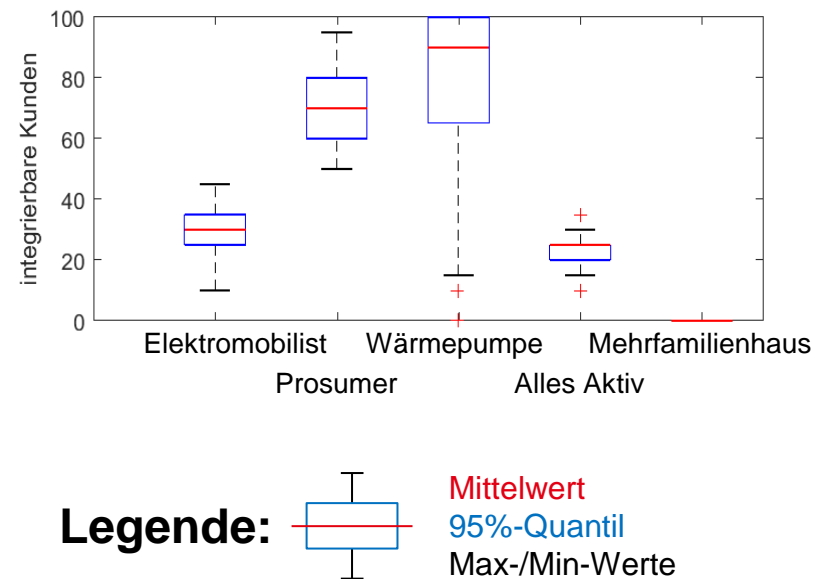 100
80
60
40
20
0
integrierbare Kunden
Elektromobilist Wärmepumpe Mehrfamilienhaus
Prosumer Alles Aktiv
Legende:
Mittelwert
95%-Quantil
Max-/Min-Werte